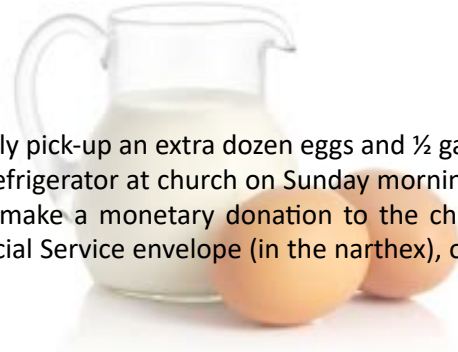 ly pick-up an extra dozen eggs and ½ ga
efrigerator at church on Sunday mornin
make a monetary donation to the ch
cial Service envelope (in the narthex), o